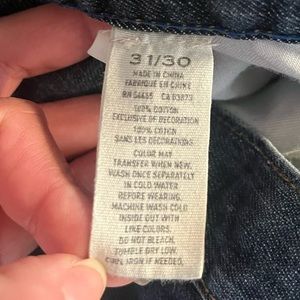 31/30
MADE IN CHINA
FABRIQUE EN CHINE
RN 54465 CA 03873
100% COTTON
EXCLUSIVE OF DECORATION
100% COTON
SANS LES DECORATIONS
COLOR MAY
TRANSFER WHEN NEW.
WASH ONCE SEPARATELY
IN COLD WATER
BEFORE WEARING.
MACHINE WASH COLD
INSIDE OUT WITH
LIKE COLORS.
DO NOT BLEACH.
TUMBLE DRY LOW.
COOL IRON IF NEEDED.